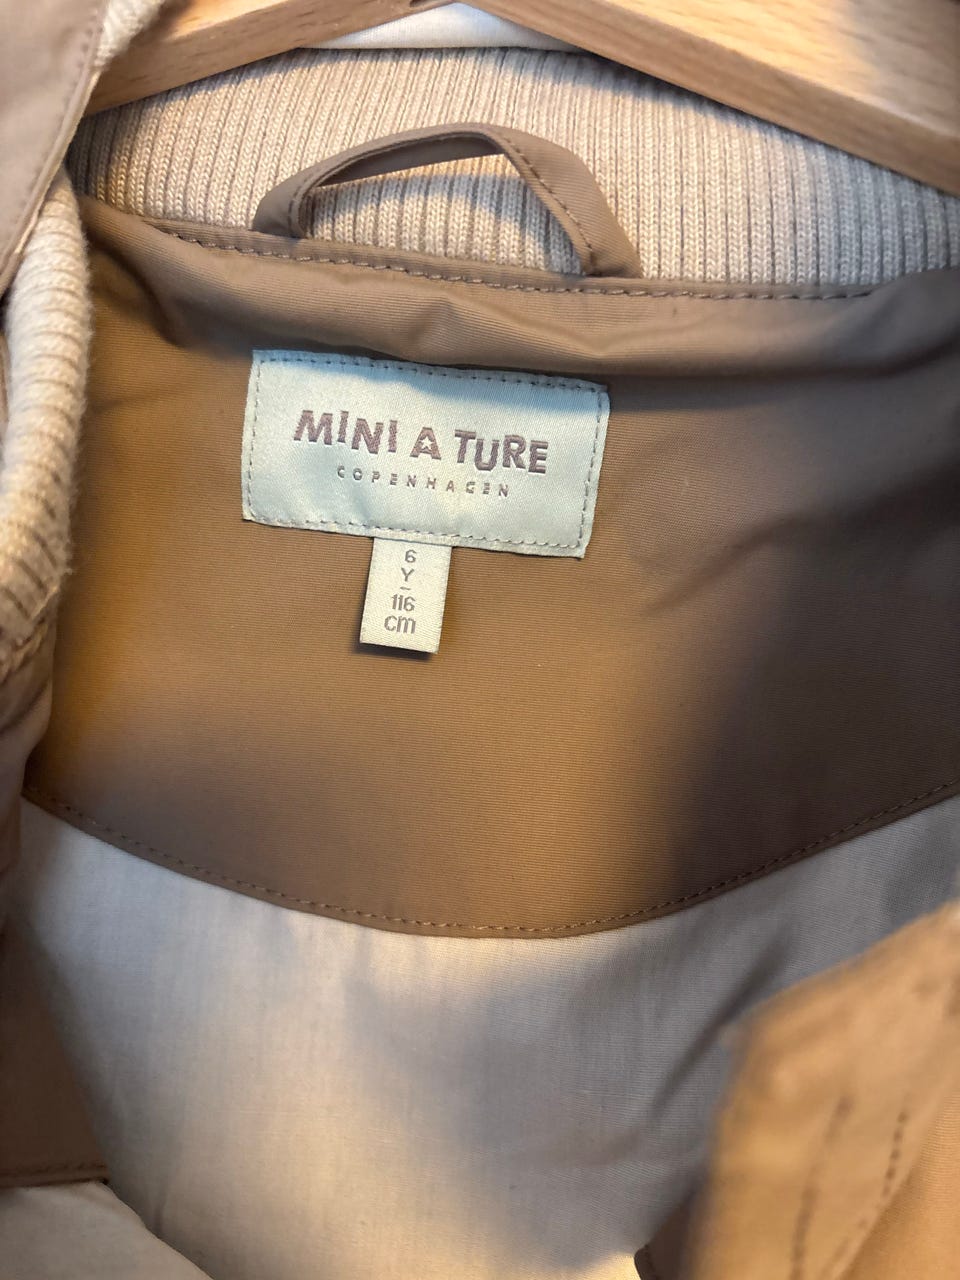 MINI A TURE
COPENHAGEN
6
Y
–
116
cm